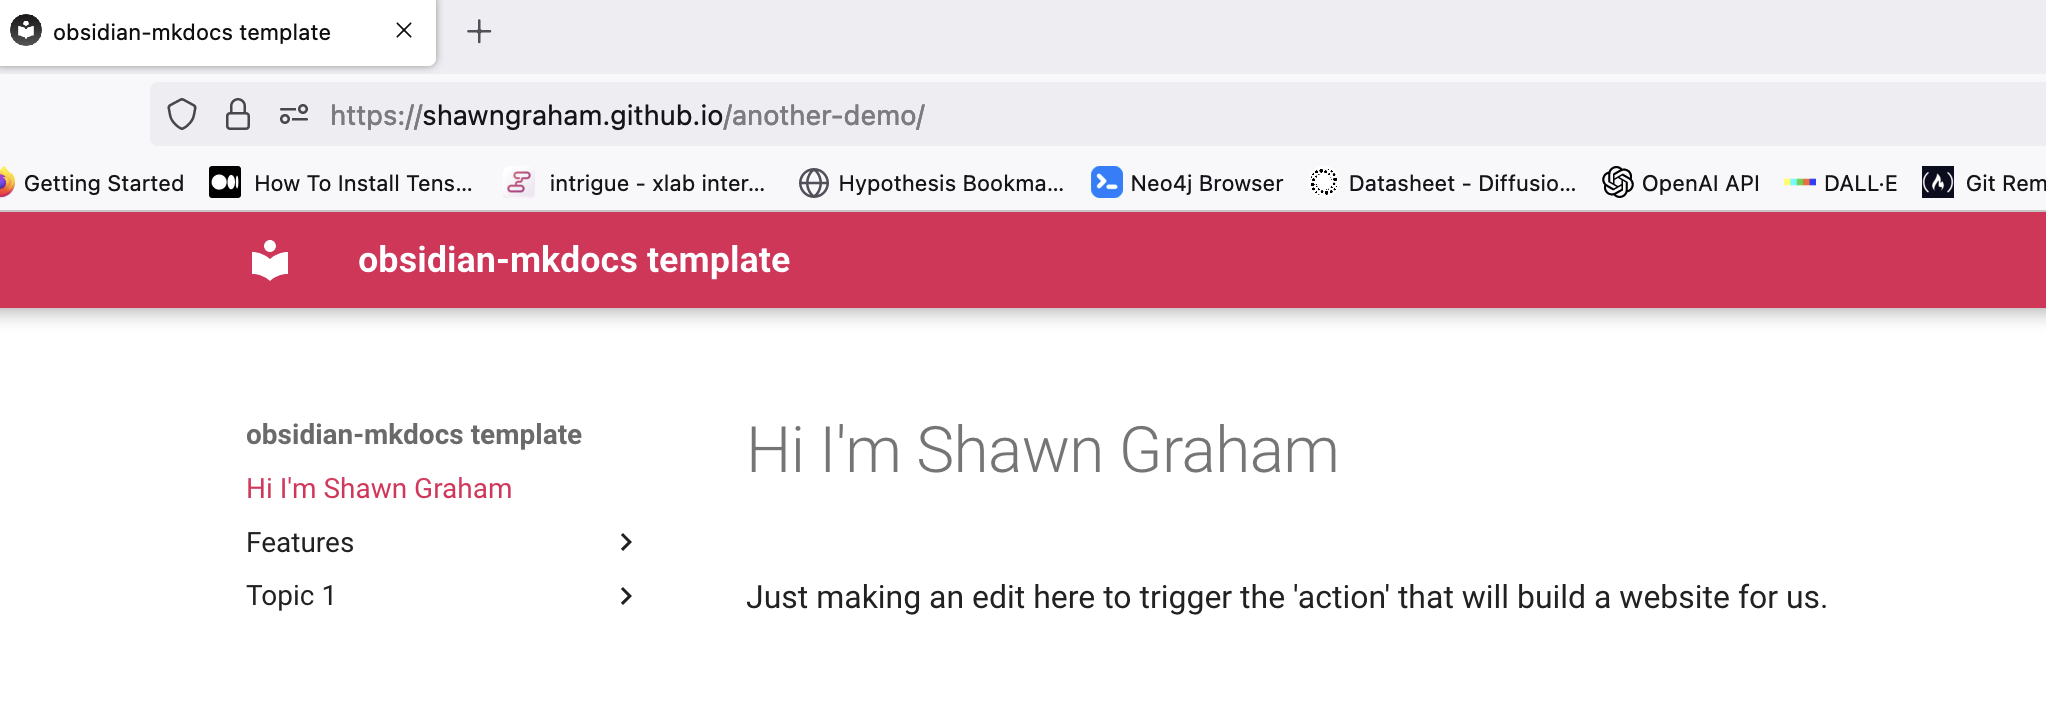 obsidian-mkdocs template
https://shawngraham.github.io/another-demo/
Getting Started How To Install Tens... intrigue - xlab inter... Hypothesis Bookma... Neo4j Browser Datasheet - Diffusio... OpenAI API DALL·E Git Rem
obsidian-mkdocs template
obsidian-mkdocs template
Hi I'm Shawn Graham
Features
Topic 1
Hi I'm Shawn Graham
Just making an edit here to trigger the 'action' that will build a website for us.